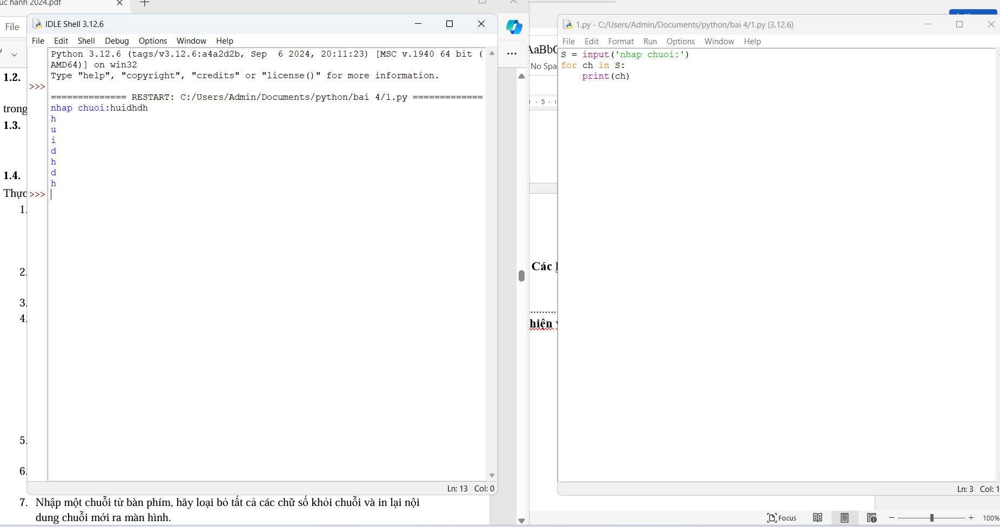 hanh 2024.pdf
File
1.2.
trong
1.3.
1.4.
Thực
1.
2.
3.
4.
5.
6.
7. Nhập một chuỗi từ bàn phím, hãy loại bỏ tất cả các chữ số khỏi chuỗi và in lại nội
dung chuỗi mới ra màn hình.
IDLE Shell 3.12.6
File Edit Shell Debug Options Window Help
Python 3.12.6 (tags/v3.12.6:a4a2d2b, Sep  6 2024, 20:11:23) [MSC v.1940 64 bit (
AMD64)] on win32
Type "help", "copyright", "credits" or "license()" for more information.
>>>
============== RESTART: C:/Users/Admin/Documents/python/bai 4/1.py =============
nhap chuoi:huidhdh
h
u
i
d
h
d
h
>>>
Ln: 13 Col: 0
AaBbC
No Spa
5
Các
hiện
1.py - C:/Users/Admin/Documents/python/bai 4/1.py (3.12.6)
File Edit Format Run Options Window Help
S = input('nhap chuoi:')
for ch in S:
    print(ch)
Ln: 3 Col: 1
Focus
100%